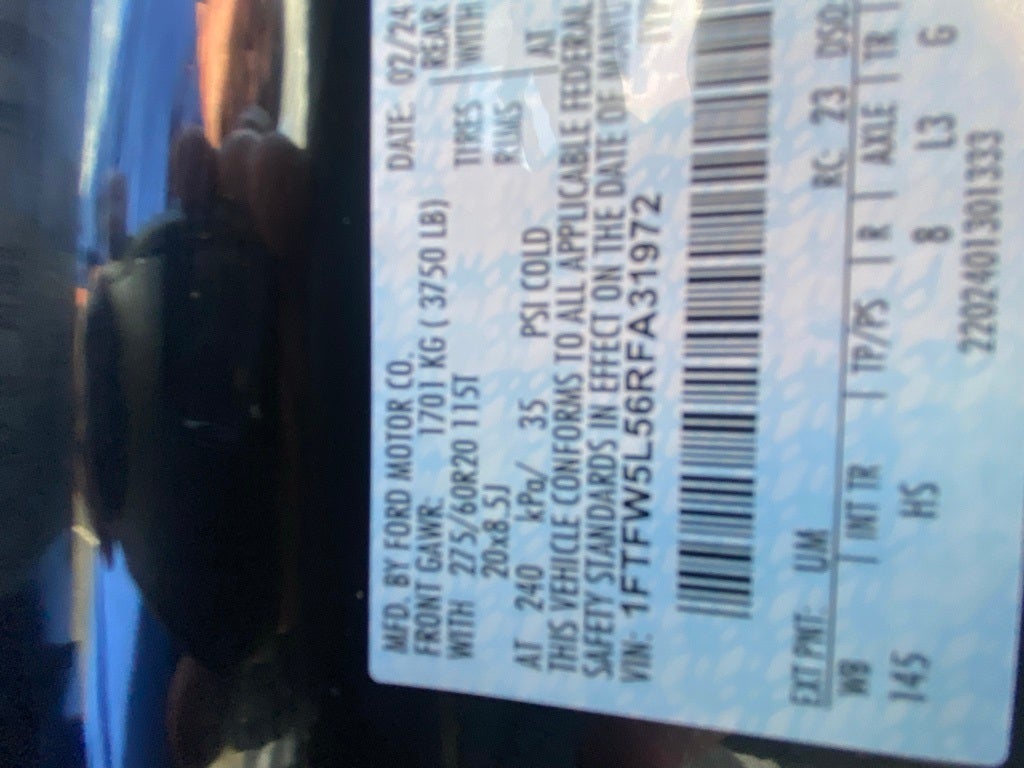 MFD. BY FORD MOTOR CO. DATE: 02/24
FRONT GAWR: 1701 KG ( 3750 LB) REAR
WITH 275/60R20 115T TIRES WITH
20x8.5J RIMS
AT 240 kPa/ 35 PSI COLD AT
THIS VEHICLE CONFORMS TO ALL APPLICABLE FEDERAL
SAFETY STANDARDS IN EFFECT ON THE DATE OF
VIN: 1FTFW5L56RFA31972
EXT PNT: UM RC: 23 DSO:
WB | INT TR | TP/PS | R | AXLE | TR |
145 HS 8 L3 G
2202401301333